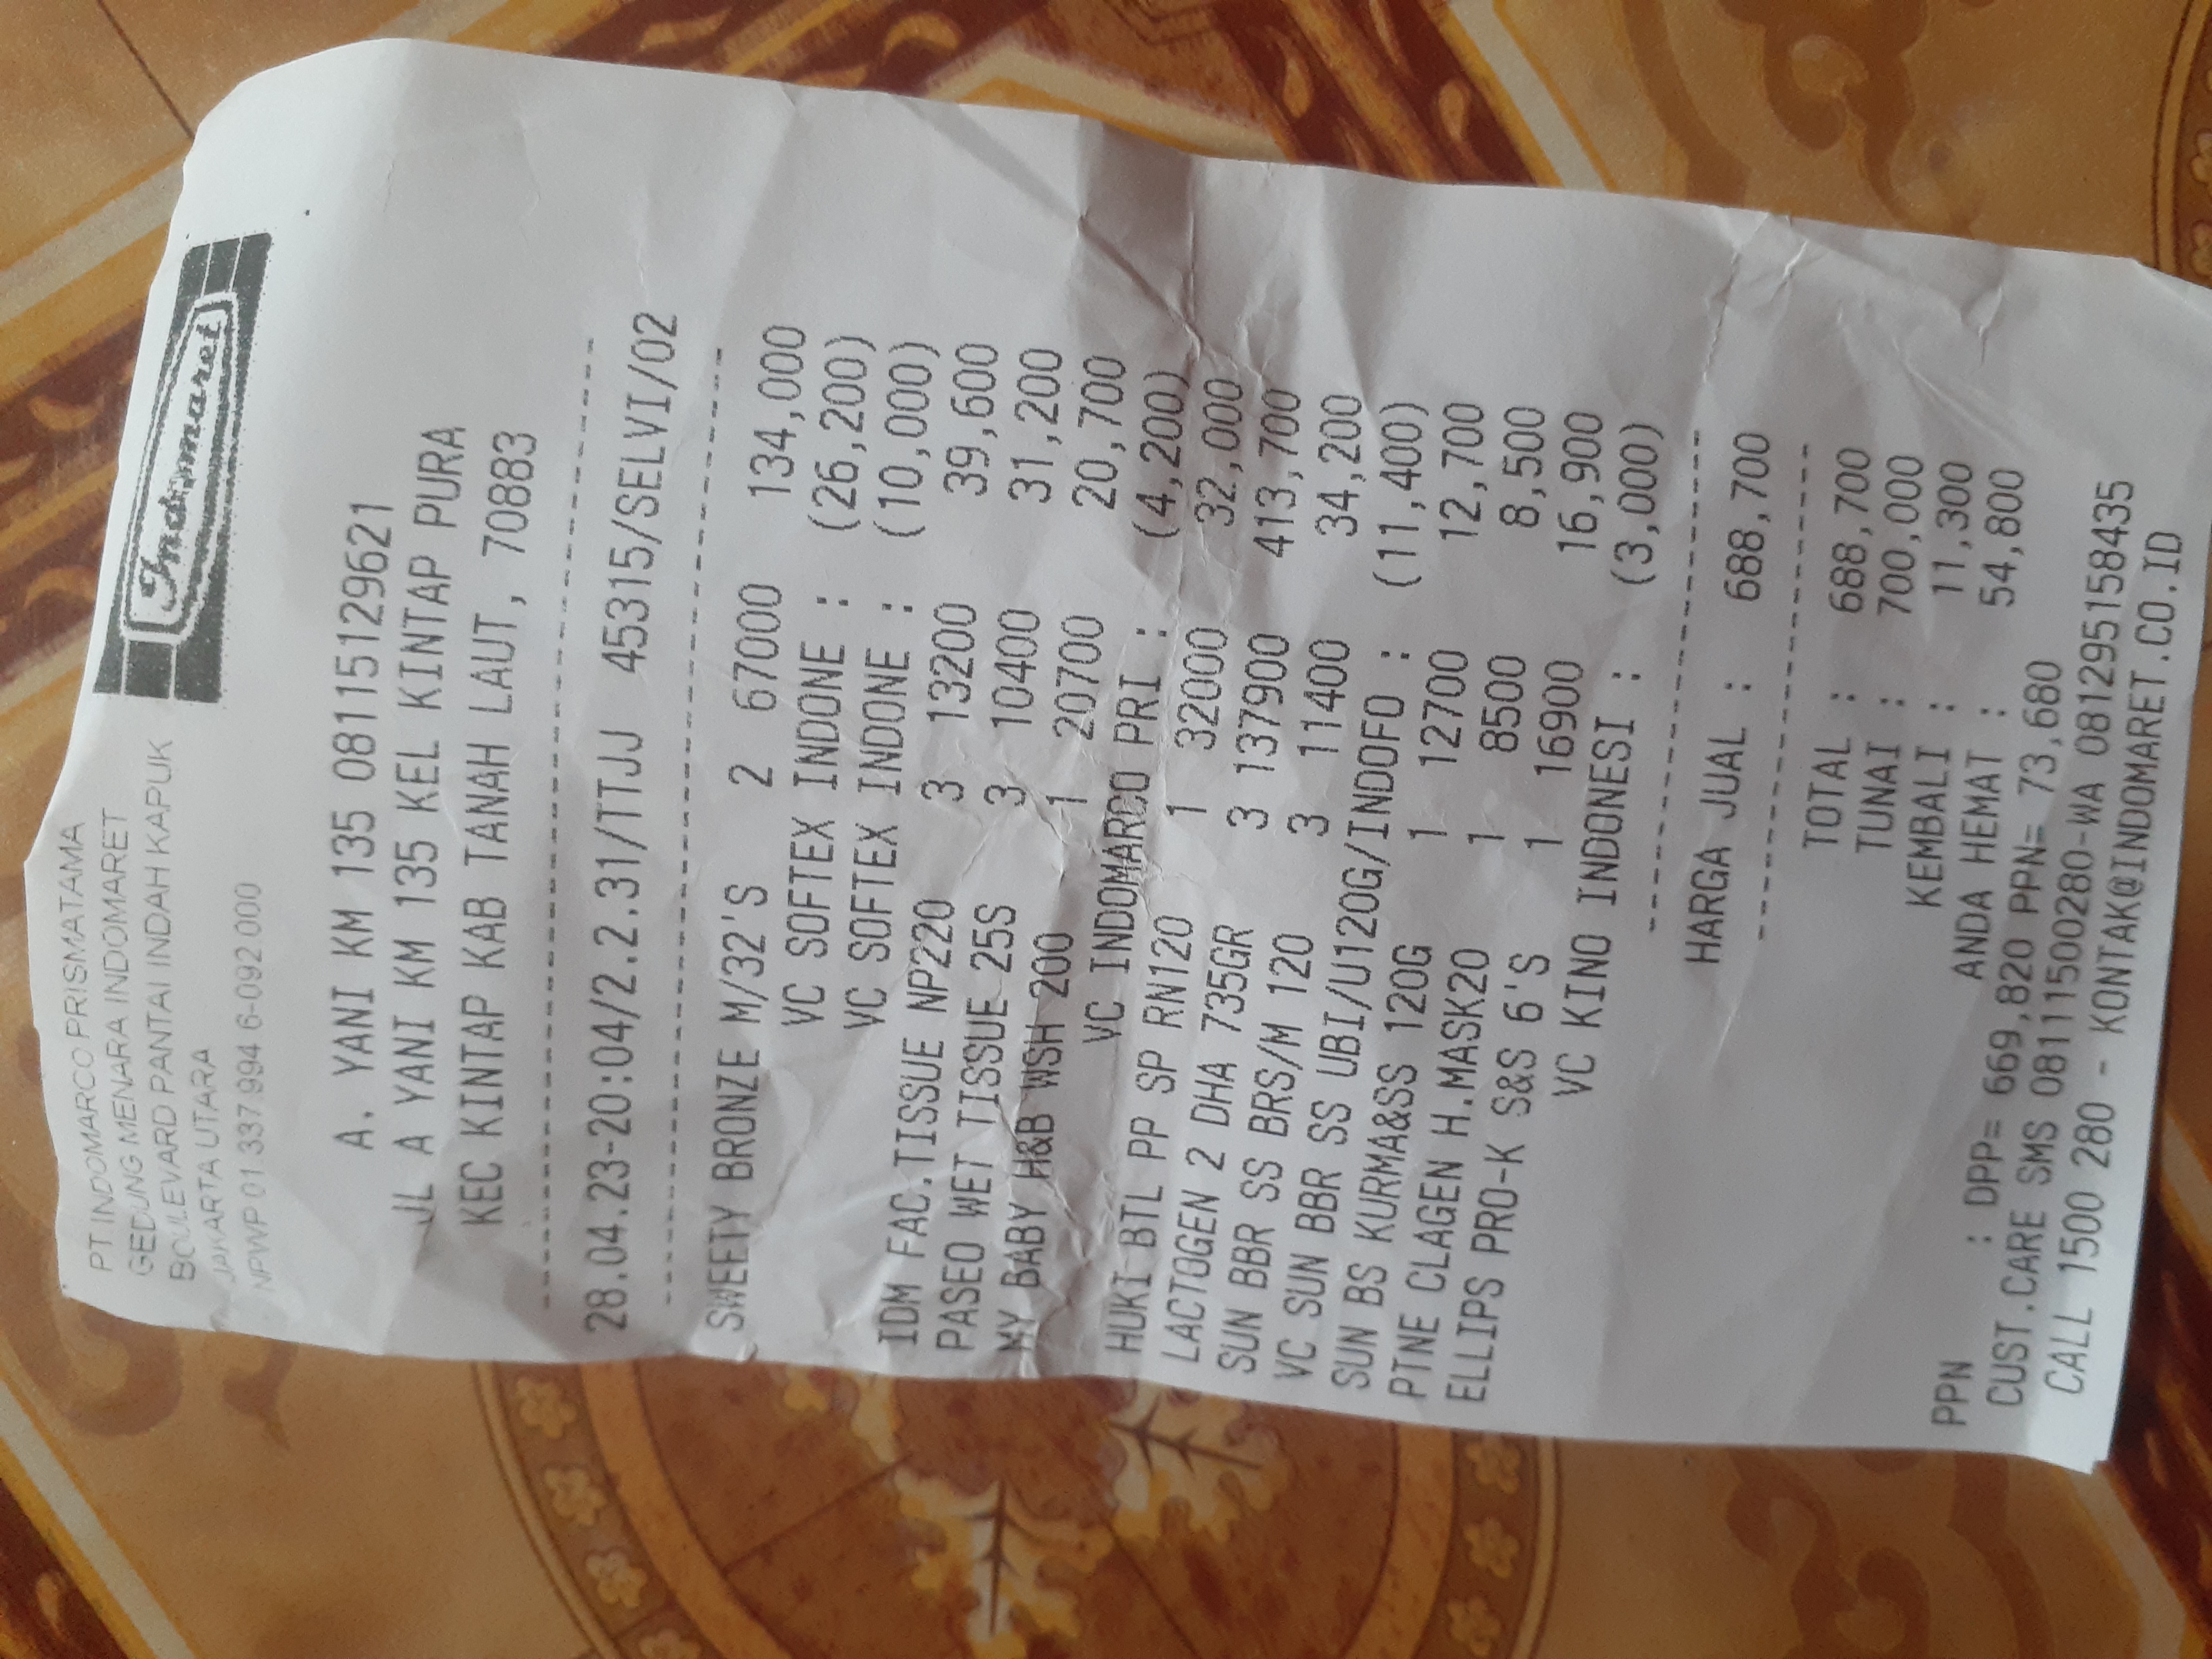 Indomaret
PT INDOMARCO PRISMATAMA
GEDUNG MENARA INDOMARET
BOULEVARD PANTAI INDAH KAPUK
JAKARTA UTARA
NPWP 01 337 994 6-092 000
A. YANI KM 135 081151129621
JL A YANI KM 135 KEL KINTAP PURA
KEC KINTAP KAB TANAH LAUT, 70883
28.04.23-20:04/2.2.31/TTJJ 45315/SELVI/02
SWEETY BRONZE M/32'S 2 67000 134,000
VC SOFTEX INDONE : (26,200)
VC SOFTEX INDONE : (10,000)
IDM FAC.TISSUE NP220 3 13200 39,600
PASEO WET TISSUE 25S 3 10400 31,200
MY BABY H&B WSH 200 1 20700 20,700
VC INDOMARCO PRI : (4,200)
HUKI BTL PP SP RN120 1 32000 32,000
LACTOGEN 2 DHA 735GR 3 137900 413,700
SUN BBR SS BRS/M 120 3 11400 34,200
VC SUN BBR SS UBI/U120G/INDOFO : (11,400)
SUN BS KURMA&SS 120G 1 12700 12,700
PTNE CLAGEN H.MASK20 1 8500 8,500
ELLIPS PRO-K S&S 6'S 1 16900 16,900
VC KINO INDONESI : (3,000)
HARGA JUAL : 688,700
TOTAL : 688,700
TUNAI : 700,000
KEMBALI : 11,300
ANDA HEMAT : 54,800
PPN : DPP= 669,820 PPN= 73,680
CUST.CARE SMS 08111500280-WA 081295158435
CALL 1500 280 - KONTAK@INDOMARET.CO.ID